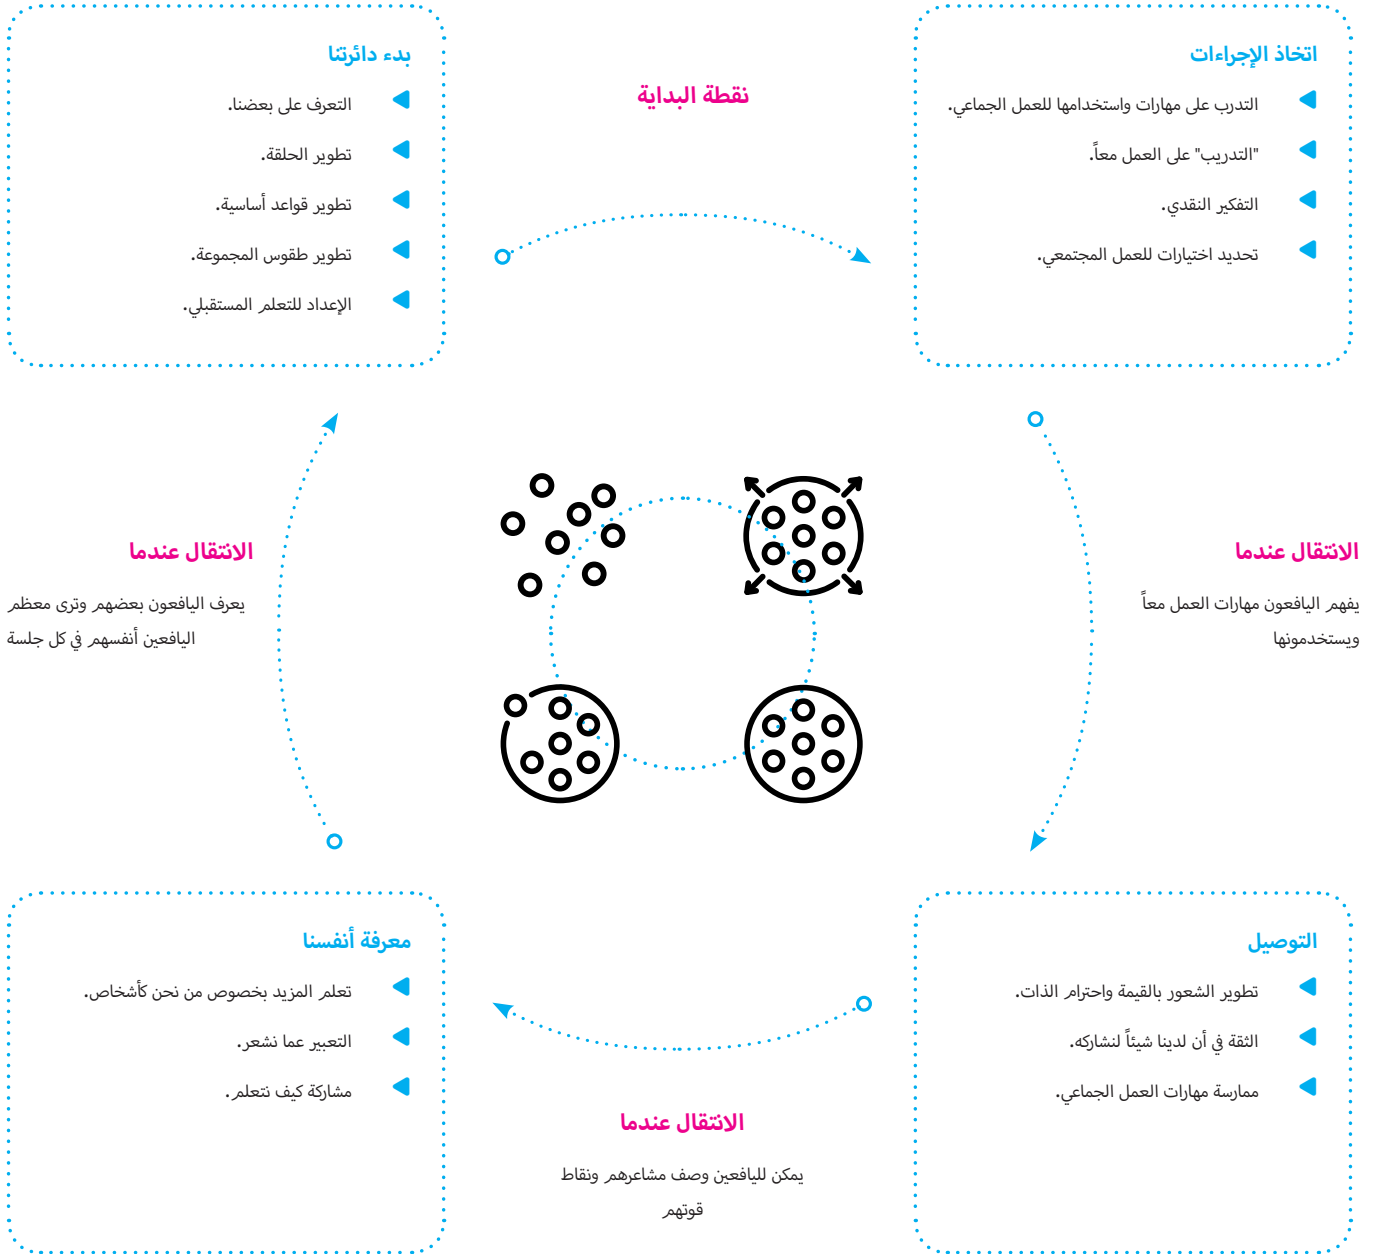 اتخاذ الإجراءات
التدرب على مهارات واستخدامها للعمل الجماعي.
"التدريب" على العمل معاً.
التفكير النقدي.
تحديد اختيارات للعمل المجتمعي.
نقطة البداية
بدء دائرتنا
التعرف على بعضنا.
تطوير الحلقة.
تطوير قواعد أساسية.
تطوير طقوس المجموعة.
الإعداد للتعلم المستقبلي.
الانتقال عندما
يفهم اليافعون مهارات العمل معاً
ويستخدمونها
الانتقال عندما
يعرف اليافعون بعضهم وترى معظم
اليافعين أنفسهم في كل جلسة
التوصيل
تطوير الشعور بالقيمة واحترام الذات.
الثقة في أن لدينا شيئاً لنشاركه.
ممارسة مهارات العمل الجماعي.
الانتقال عندما
يمكن لليافعين وصف مشاعرهم ونقاط
قوتهم
معرفة أنفسنا
تعلم المزيد بخصوص من نحن كأشخاص.
التعبير عما نشعر.
مشاركة كيف نتعلم.